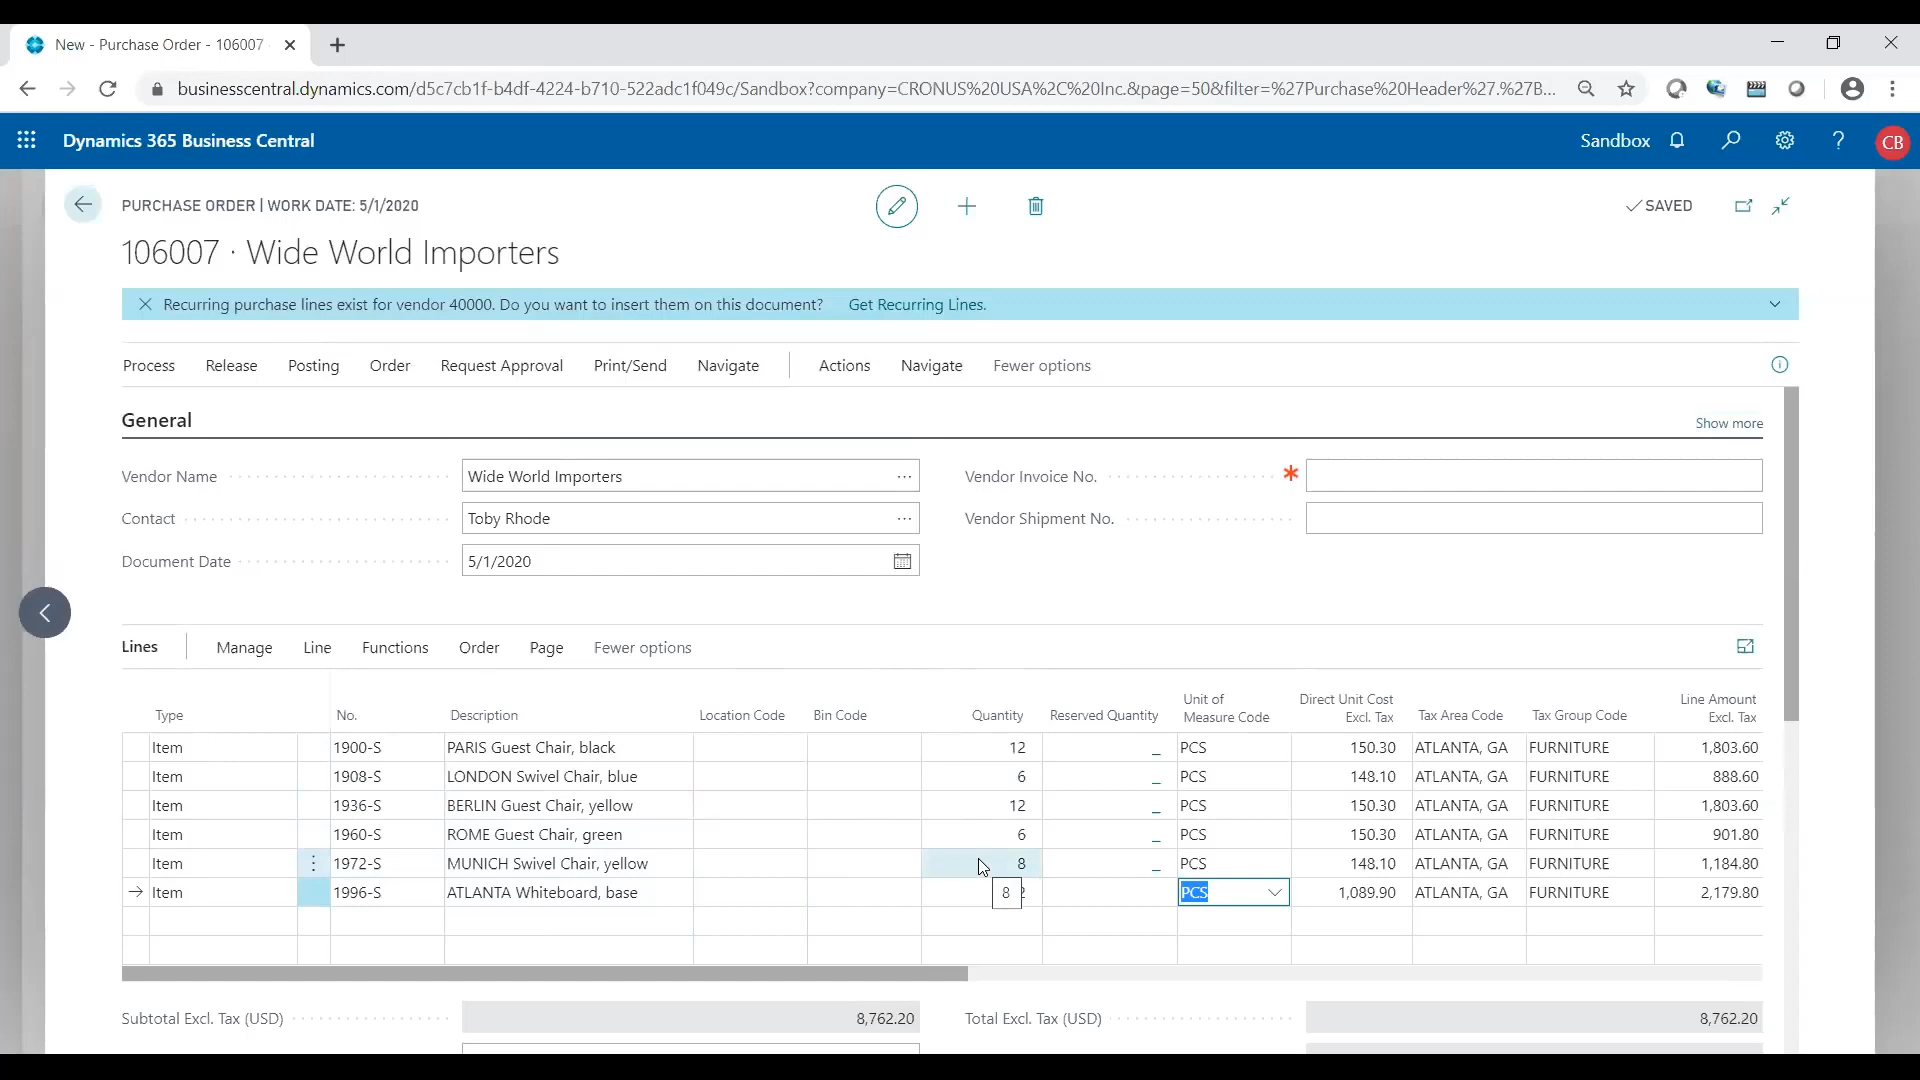 New - Purchase Order - 106007
businesscentral.dynamics.com/d5c7cb1f-b4df-4224-b710-522adc1f049c/Sandbox?company=CRONUS%20USA%2C%20Inc.&page=50&filter=%27Purchase%20Header%27.%27B...
Dynamics 365 Business Central
Sandbox ? CB
PURCHASE ORDER | WORK DATE: 5/1/2020
SAVED
106007 · Wide World Importers
Recurring purchase lines exist for vendor 40000. Do you want to insert them on this document? Get Recurring Lines.
Process Release Posting Order Request Approval Print/Send Navigate Actions Navigate Fewer options
General
Show more
Vendor Name Wide World Importers Vendor Invoice No. *
Contact Toby Rhode Vendor Shipment No.
Document Date 5/1/2020
Lines Manage Line Functions Order Page Fewer options
Type No. Description Location Code Bin Code Quantity Reserved Quantity Unit of Measure Code Direct Unit Cost Excl. Tax Tax Area Code Tax Group Code Line Amount Excl. Tax
Item 1900-S PARIS Guest Chair, black 12 _ PCS 150.30 ATLANTA, GA FURNITURE 1,803.60
Item 1908-S LONDON Swivel Chair, blue 6 _ PCS 148.10 ATLANTA, GA FURNITURE 888.60
Item 1936-S BERLIN Guest Chair, yellow 12 _ PCS 150.30 ATLANTA, GA FURNITURE 1,803.60
Item 1960-S ROME Guest Chair, green 6 _ PCS 150.30 ATLANTA, GA FURNITURE 901.80
Item 1972-S MUNICH Swivel Chair, yellow 8 _ PCS 148.10 ATLANTA, GA FURNITURE 1,184.80
Item 1996-S ATLANTA Whiteboard, base 8 PCS 1,089.90 ATLANTA, GA FURNITURE 2,179.80
Subtotal Excl. Tax (USD) 8,762.20 Total Excl. Tax (USD) 8,762.20